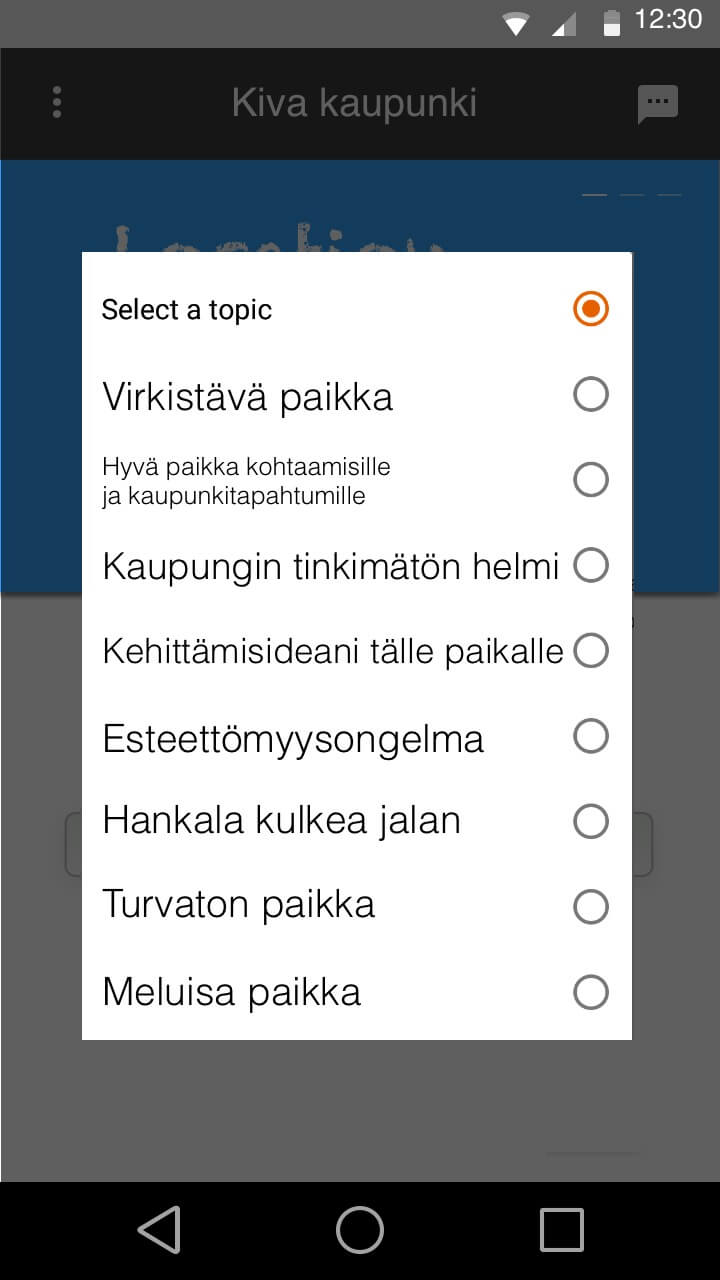 12:30
Kiva kaupunki
Select a topic
Virkistävä paikka
Hyvä paikka kohtaamisille
ja kaupunkitapahtumille
Kaupungin tinkimätön helmi
Kehittämisideani tälle paikalle
Esteettömyysongelma
Hankala kulkea jalan
Turvaton paikka
Meluisa paikka